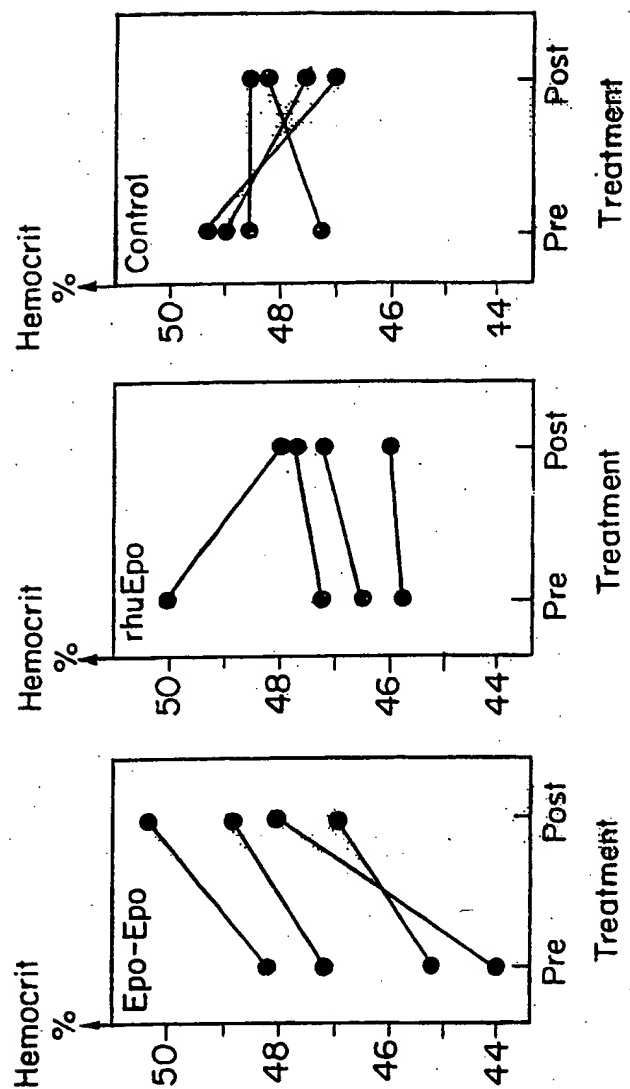 Hemocrit
%
Epo-Epo
50
48
46
44
Pre
Post
Treatment
Hemocrit
%
rhuEpo
50
48
46
44
Pre
Post
Treatment
Hemocrit
%
Control
50
48
46
44
Pre
Post
Treatment